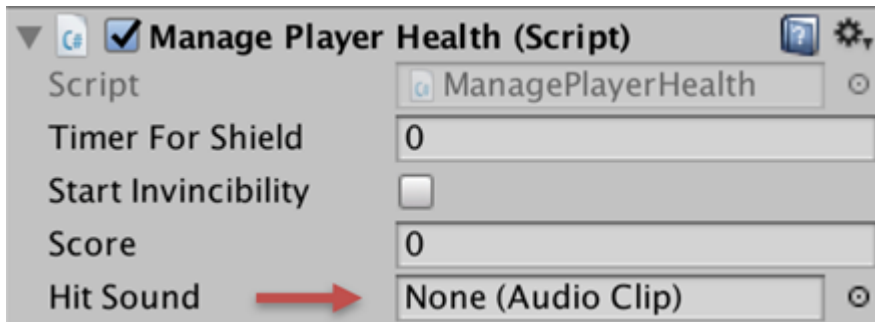 Manage Player Health (Script)
Script ManagePlayerHealth
Timer For Shield 0
Start Invincibility
Score 0
Hit Sound None (Audio Clip)